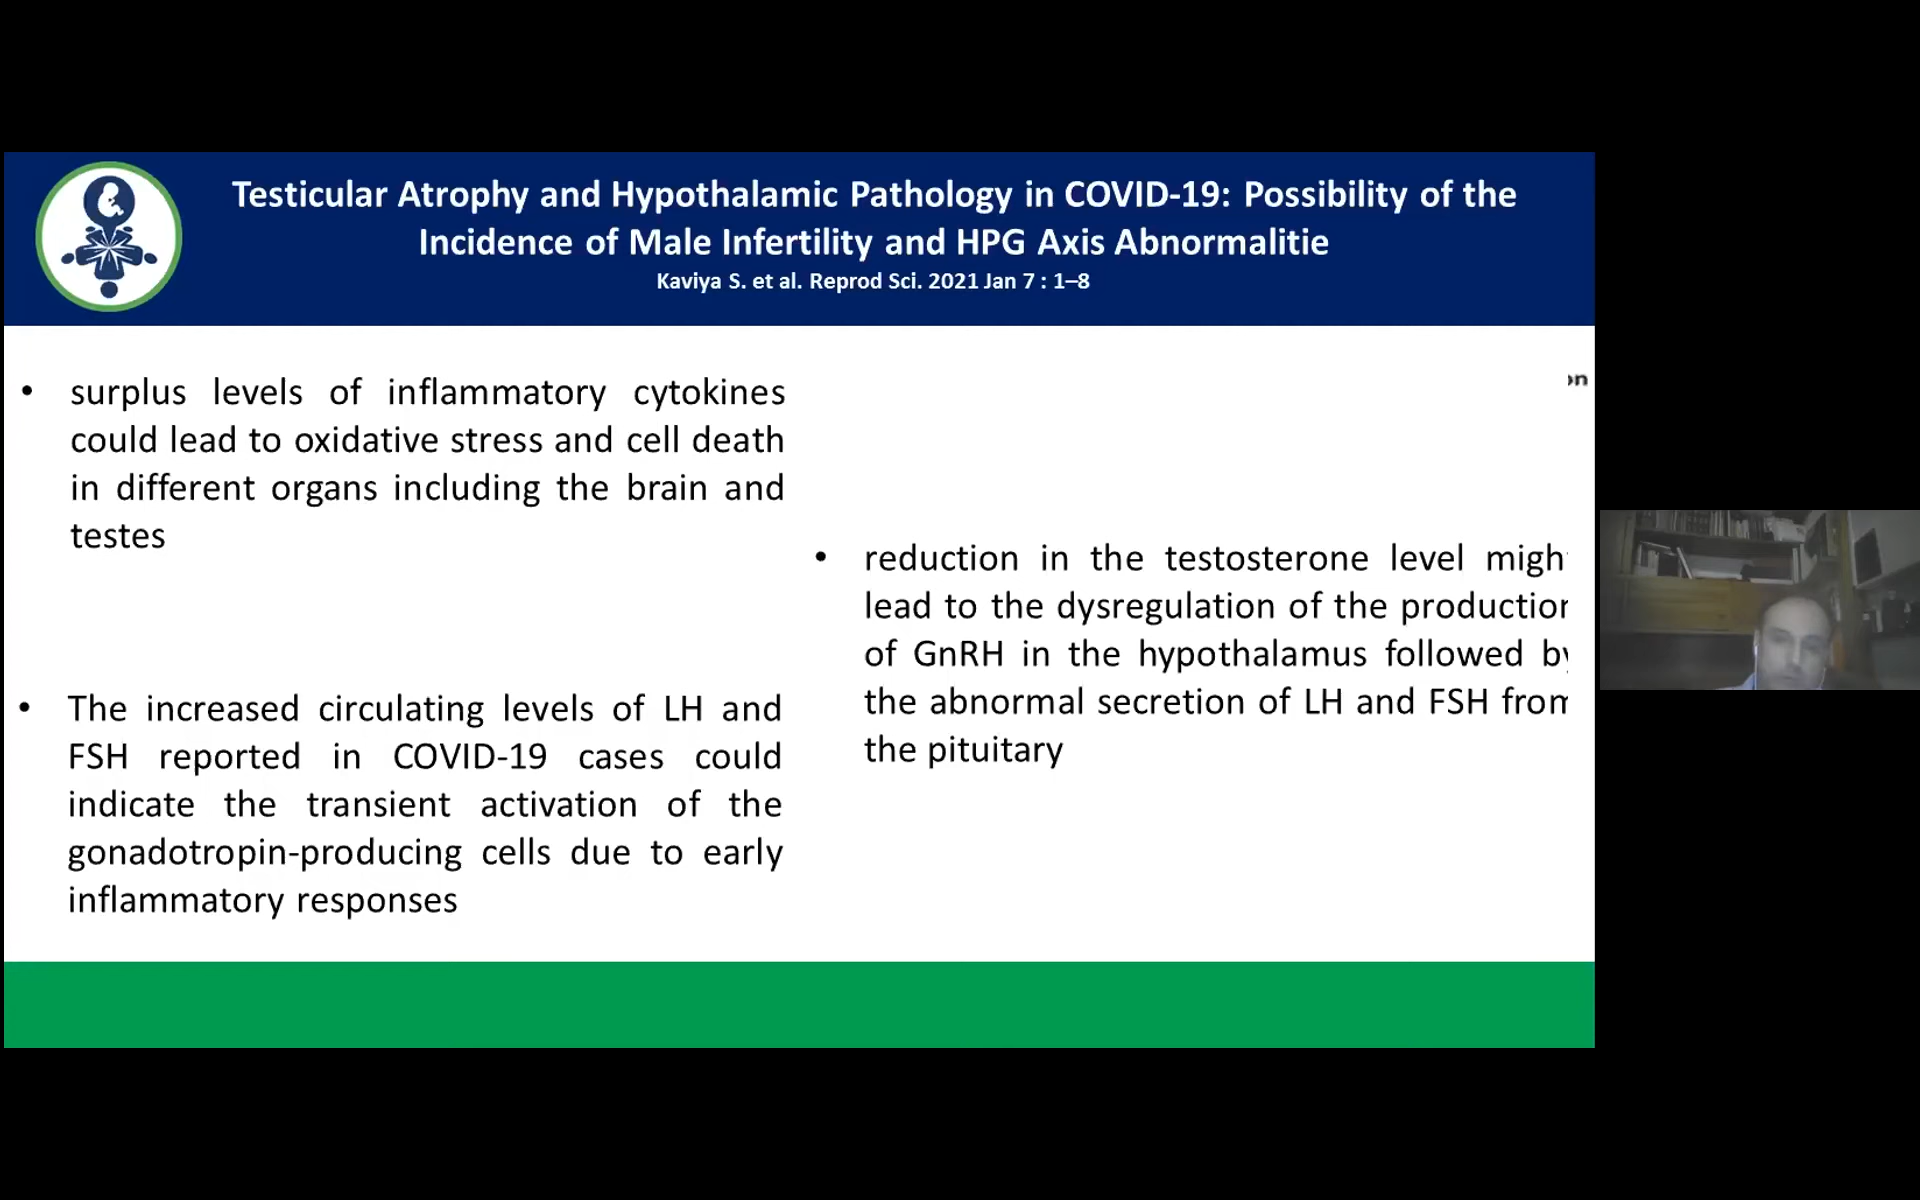 Testicular Atrophy and Hypothalamic Pathology in COVID-19: Possibility of the
Incidence of Male Infertility and HPG Axis Abnormalitie
Kaviya S. et al. Reprod Sci. 2021 Jan 7 : 1–8
• surplus levels of inflammatory cytokines
could lead to oxidative stress and cell death
in different organs including the brain and
testes
• The increased circulating levels of LH and
FSH reported in COVID-19 cases could
indicate the transient activation of the
gonadotropin-producing cells due to early
inflammatory responses
on
• reduction in the testosterone level might
lead to the dysregulation of the production
of GnRH in the hypothalamus followed by
the abnormal secretion of LH and FSH from
the pituitary